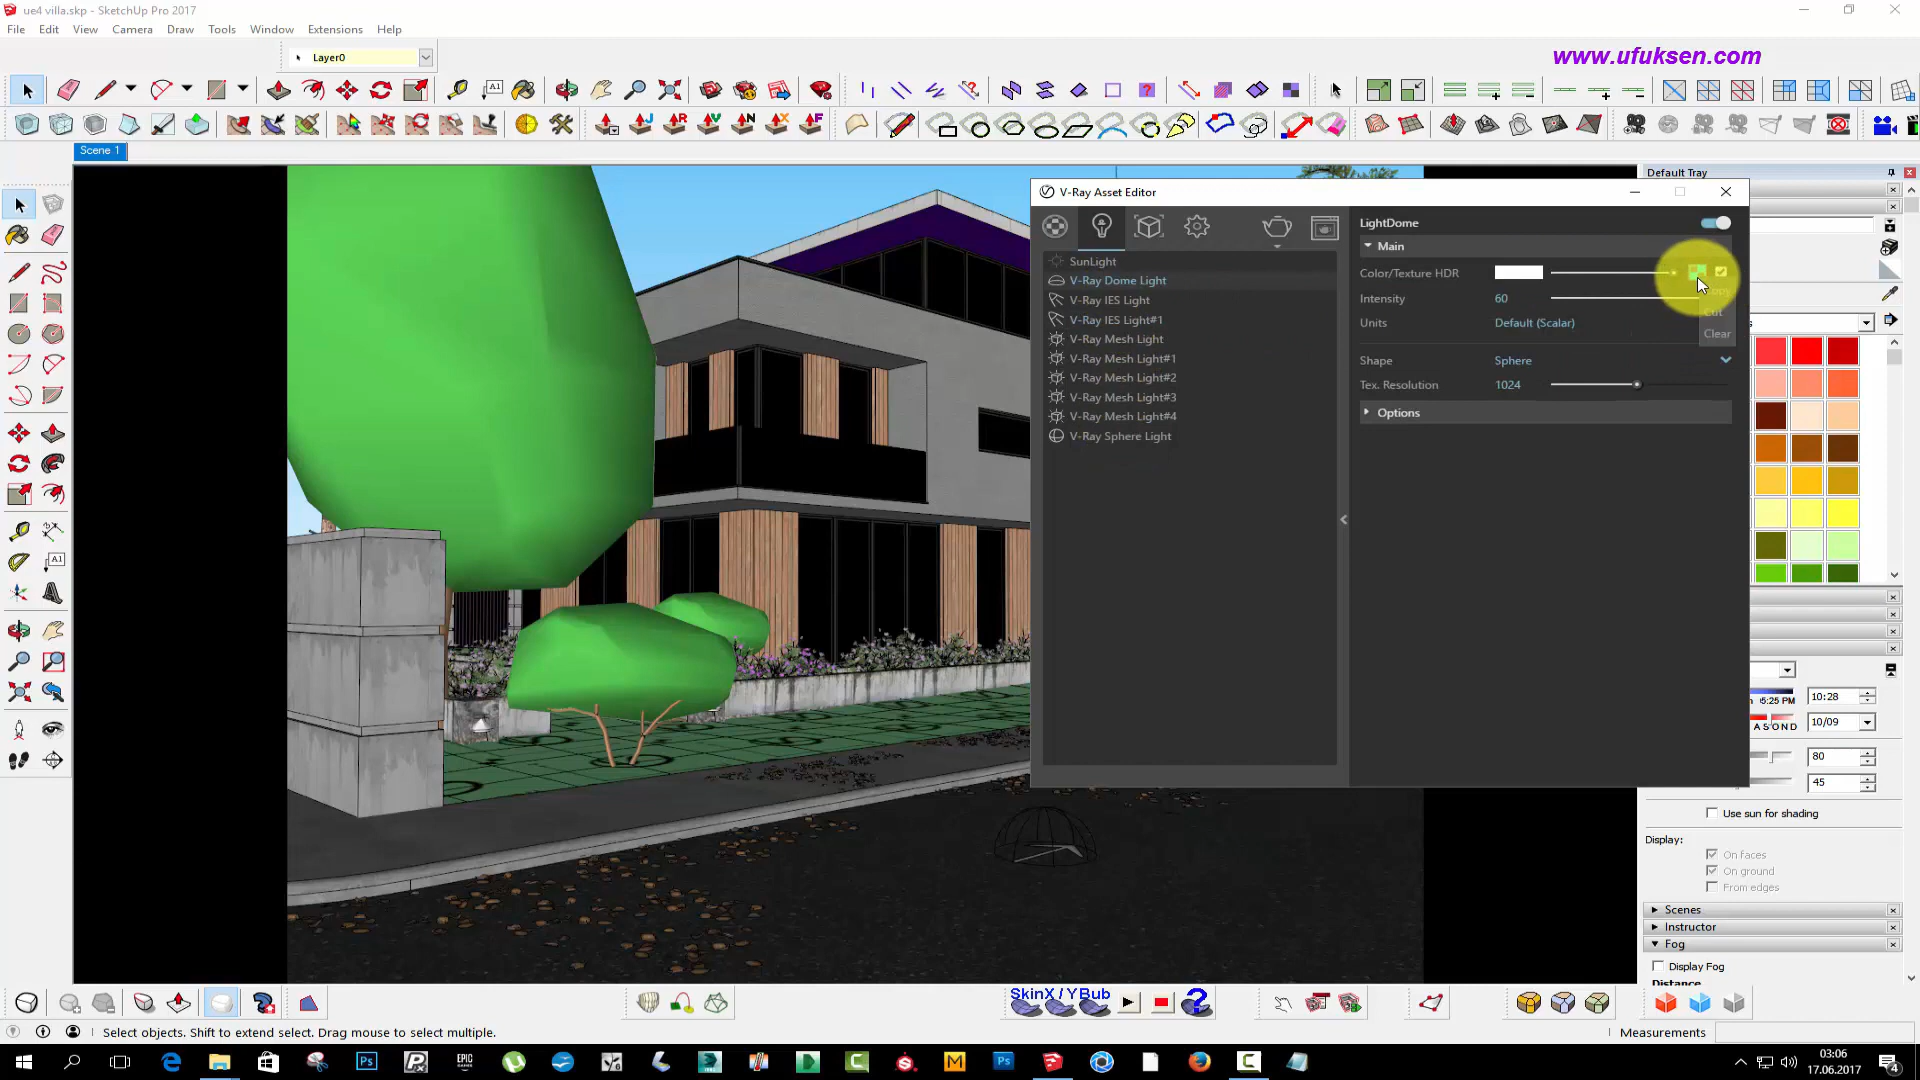 ue4 villa.skp - SketchUp Pro 2017
File Edit View Camera Draw Tools Window Extensions Help
Layer0
www.ufuksen.com
Scene 1
Default Tray
V-Ray Asset Editor
SunLight
V-Ray Dome Light
V-Ray IES Light
V-Ray IES Light#1
V-Ray Mesh Light
V-Ray Mesh Light#1
V-Ray Mesh Light#2
V-Ray Mesh Light#3
V-Ray Mesh Light#4
V-Ray Sphere Light
LightDome
Main
Color/Texture HDR
Intensity 60
Units Default (Scalar)
Copy
Cut
Clear
Shape Sphere
Tex. Resolution 1024
Options
10:28
05:25 PM
10/09
A S O N D
80
45
Use sun for shading
Display:
On faces
On ground
From edges
Scenes
Instructor
Fog
Display Fog
Distance
SkinX / YBub
Select objects. Shift to extend select. Drag mouse to select multiple.
Measurements
03:06
17.06.2017